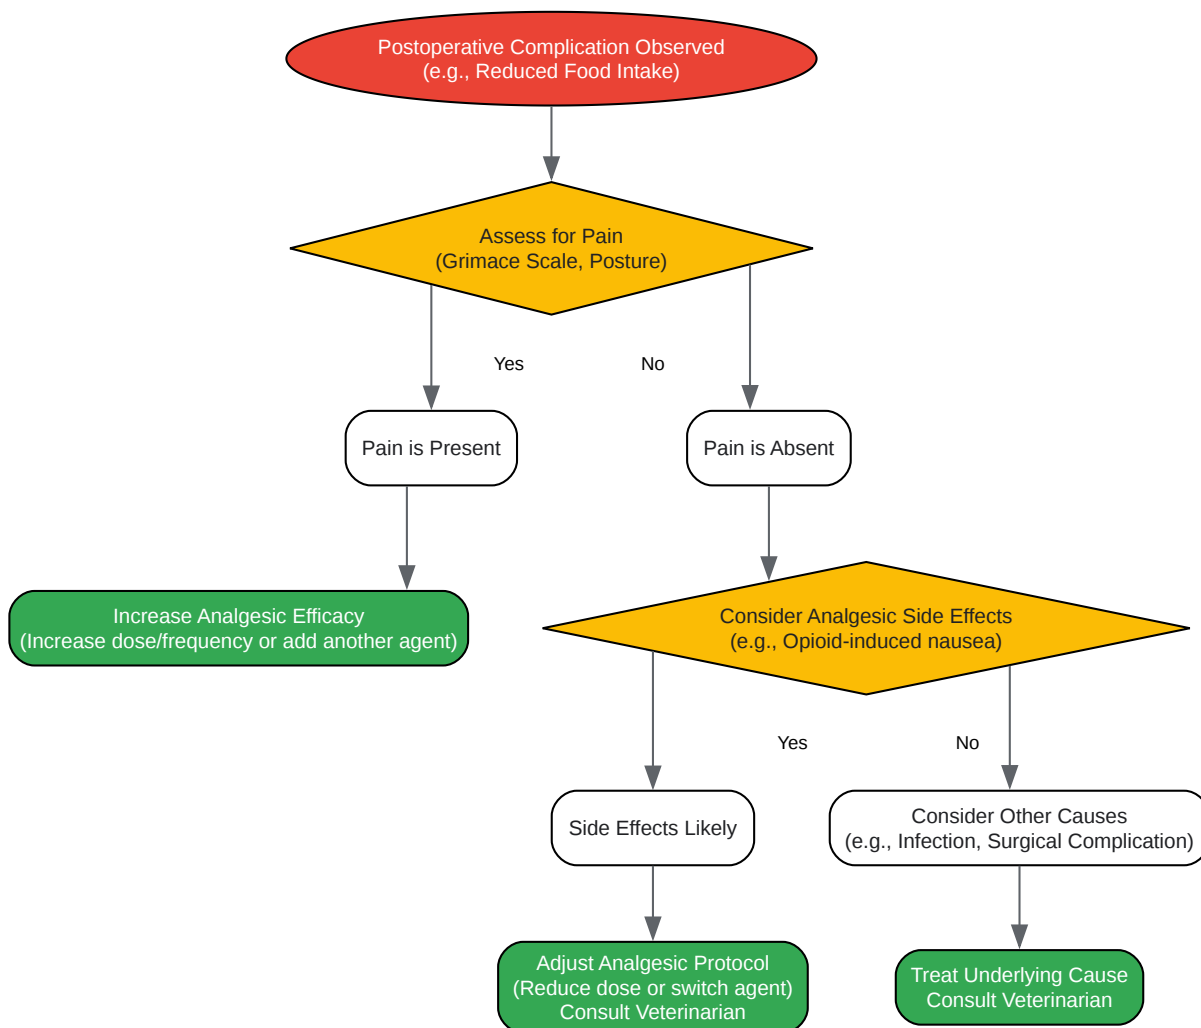 Postoperative Complication Observed
(e.g., Reduced Food Intake)
Assess for Pain
(Grimace Scale, Posture)
Yes
No
Pain is Present
Pain is Absent
Increase Analgesic Efficacy
(Increase dose/frequency or add another agent)
Consider Analgesic Side Effects
(e.g., Opioid-induced nausea)
Yes
No
Side Effects Likely
Consider Other Causes
(e.g., Infection, Surgical Complication)
Adjust Analgesic Protocol
(Reduce dose or switch agent)
Consult Veterinarian
Treat Underlying Cause
Consult Veterinarian